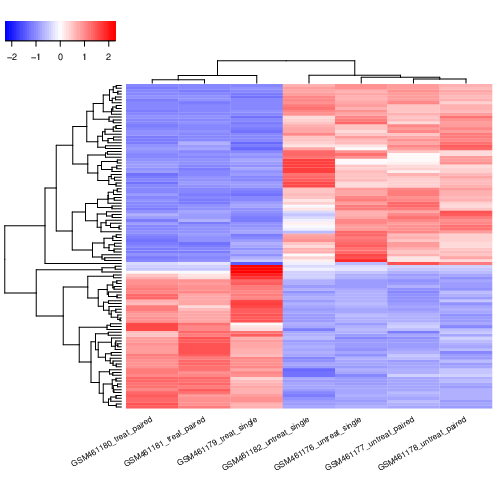 −2 −1 0 1 2
GSM461180_treat_paired
GSM461181_treat_paired
GSM461179_treat_single
GSM461182_untreat_single
GSM461176_untreat_single
GSM461177_untreat_paired
GSM461178_untreat_paired